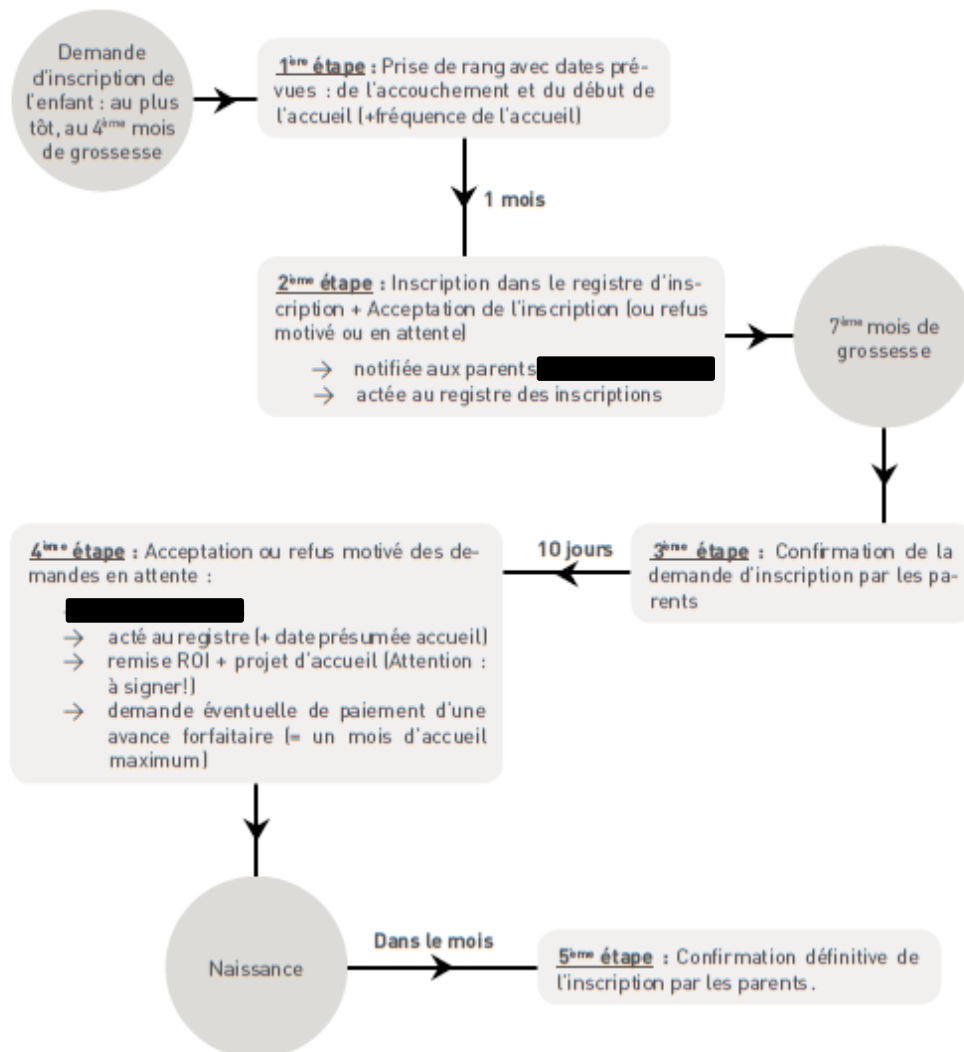 Demande
d'inscription de
l'enfant : au plus
tôt, au 4ème mois
de grossesse
1ère étape : Prise de rang avec dates pré-
vues : de l'accouchement et du début de
l'accueil (+fréquence de l'accueil)
1 mois
2ème étape : Inscription dans le registre d'ins-
cription + Acceptation de l'inscription (ou refus
motivé ou en attente)
→ notifiée aux parents
→ actée au registre des inscriptions
7ème mois de
grossesse
3ème étape : Confirmation de la
demande d'inscription par les pa-
rents
10 jours
4ème étape : Acceptation ou refus motivé des de-
mandes en attente :
→ acté au registre (+ date présumée accueil)
→ remise ROI + projet d'accueil (Attention :
à signer!)
→ demande éventuelle de paiement d'une
avance forfaitaire (= un mois d'accueil
maximum)
Naissance
Dans le mois
5ème étape : Confirmation définitive de
l'inscription par les parents.